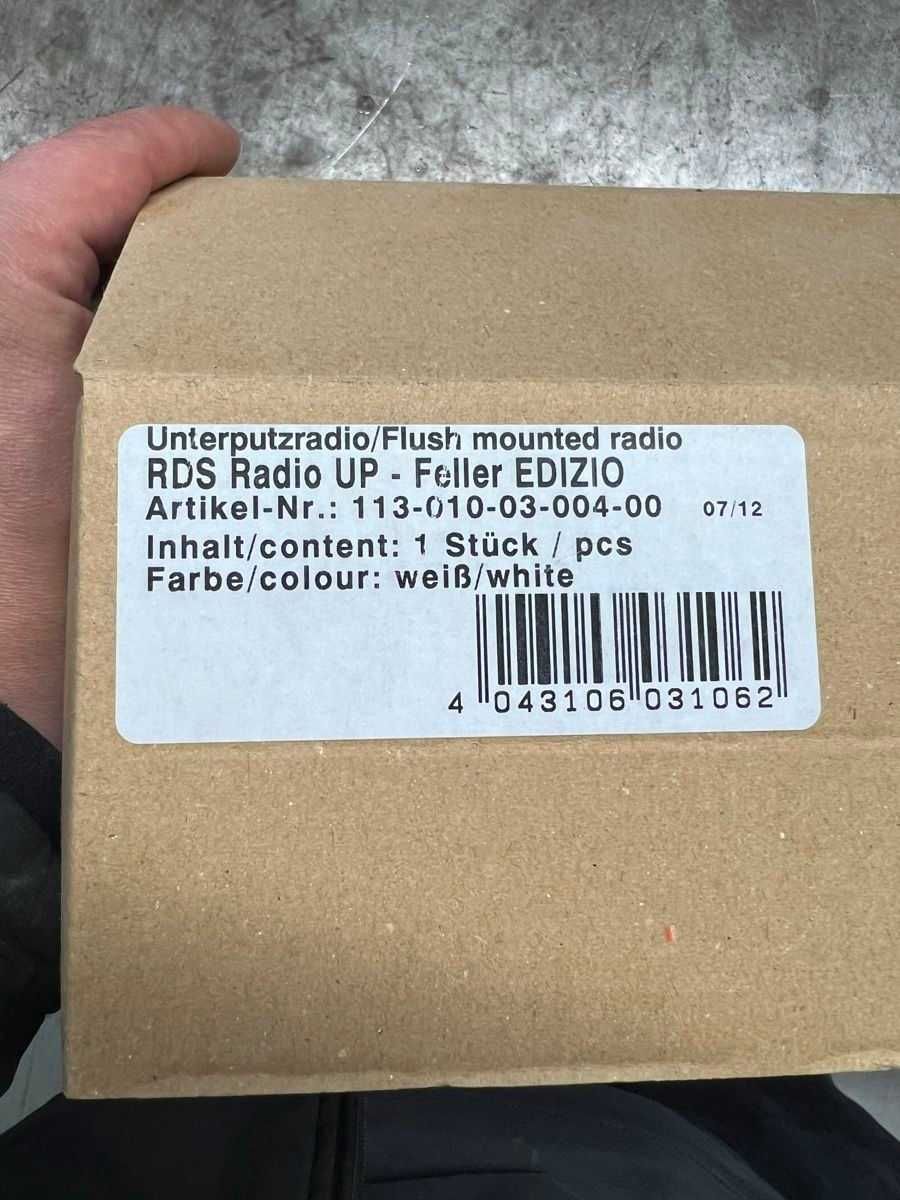 Unterputzradio/Flush mounted radio
RDS Radio UP - Feller EDIZIO
Artikel-Nr.: 113-010-03-004-00 07/12
Inhalt/content: 1 Stück / pcs
Farbe/colour: weiß/white
4 043106 031062